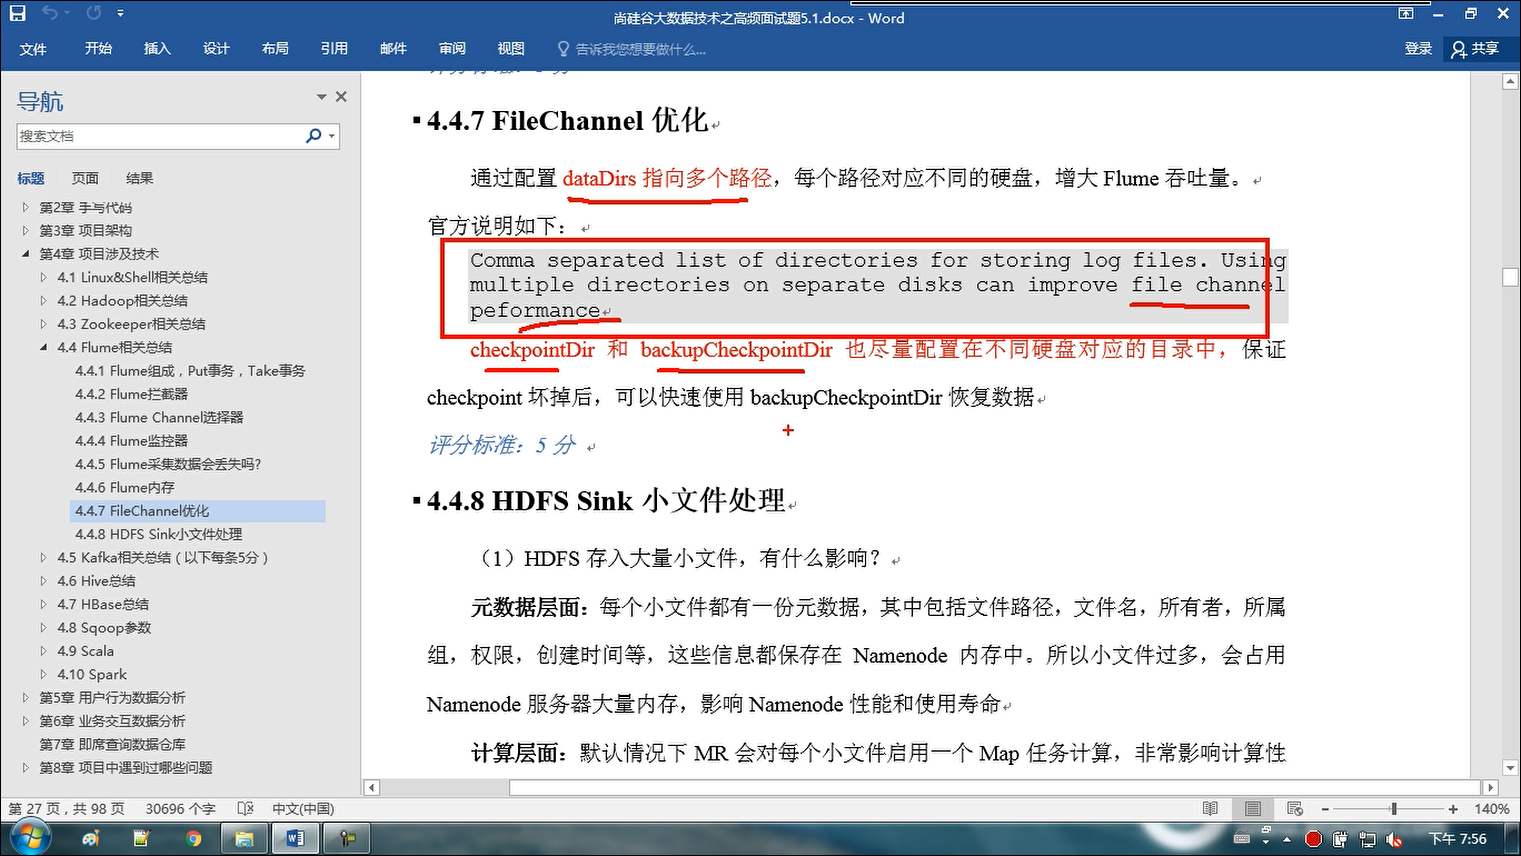 尚硅谷大数据技术之高频面试题5.1.docx - Word
文件 开始 插入 设计 布局 引用 邮件 审阅 视图 告诉我您想要做什么... 登录 共享
导航
搜索文档
标题 页面 结果
第2章 手写代码
第3章 项目架构
第4章 项目涉及技术
4.1 Linux&Shell相关总结
4.2 Hadoop相关总结
4.3 Zookeeper相关总结
4.4 Flume相关总结
4.4.1 Flume组成，Put事务，Take事务
4.4.2 Flume拦截器
4.4.3 Flume Channel选择器
4.4.4 Flume监控器
4.4.5 Flume采集数据会丢失吗?
4.4.6 Flume内存
4.4.7 FileChannel优化
4.4.8 HDFS Sink小文件处理
4.5 Kafka相关总结（以下每条5分）
4.6 Hive总结
4.7 HBase总结
4.8 Sqoop参数
4.9 Scala
4.10 Spark
第5章 用户行为数据分析
第6章 业务交互数据分析
第7章 即席查询数据仓库
第8章 项目中遇到过哪些问题
4.4.7 FileChannel 优化
通过配置 dataDirs 指向多个路径，每个路径对应不同的硬盘，增大 Flume 吞吐量。
官方说明如下：
Comma separated list of directories for storing log files. Using
multiple directories on separate disks can improve file channel
peformance
checkpointDir 和 backupCheckpointDir 也尽量配置在不同硬盘对应的目录中，保证
checkpoint 坏掉后，可以快速使用 backupCheckpointDir 恢复数据
评分标准：5 分
4.4.8 HDFS Sink 小文件处理
（1）HDFS 存入大量小文件，有什么影响？
元数据层面：每个小文件都有一份元数据，其中包括文件路径，文件名，所有者，所属
组，权限，创建时间等，这些信息都保存在 Namenode 内存中。所以小文件过多，会占用
Namenode 服务器大量内存，影响 Namenode 性能和使用寿命
计算层面：默认情况下 MR 会对每个小文件启用一个 Map 任务计算，非常影响计算性
第 27 页，共 98 页 30696 个字 中文(中国) 140%
下午 7:56